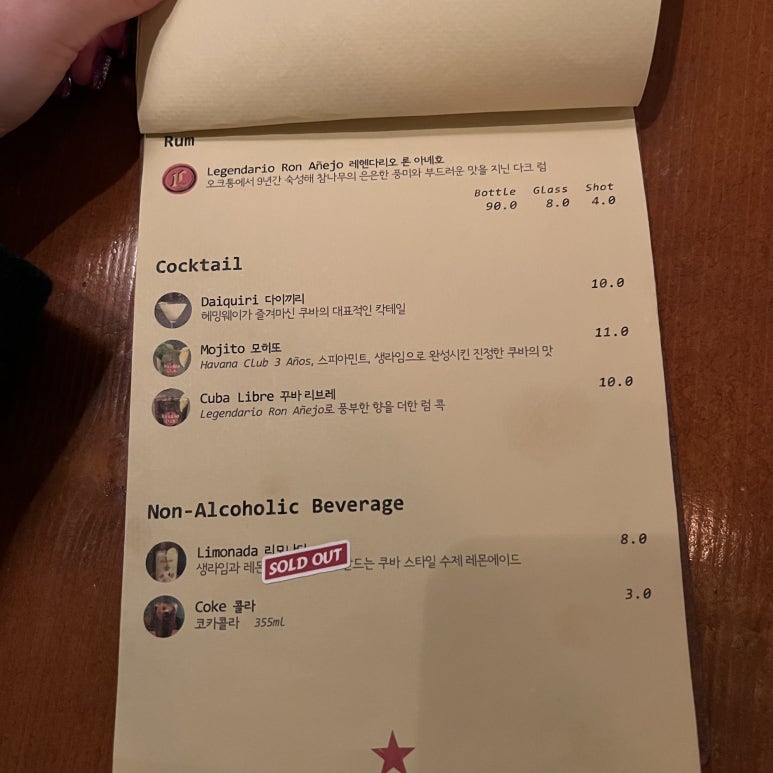 Rum
Legendario Ron Añejo 레헨다리오 론 아녜호
오크통에서 9년간 숙성해 참나무의 은은한 풍미와 부드러운 맛을 지닌 다크 럼
Bottle Glass Shot
90.0 8.0 4.0
Cocktail
Daiquiri 다이끼리 10.0
헤밍웨이가 즐겨마신 쿠바의 대표적인 칵테일
Mojito 모히또 11.0
Havana Club 3 Años, 스피아민트, 생라임으로 완성시킨 진정한 쿠바의 맛
Cuba Libre 꾸바 리브레 10.0
Legendario Ron Añejo로 풍부한 향을 더한 럼 콕
Non-Alcoholic Beverage
Limonada 8.0
생라임과 SOLD OUT 쿠바 스타일 수제 레몬에이드
Coke 콜라 3.0
코카콜라 355ml